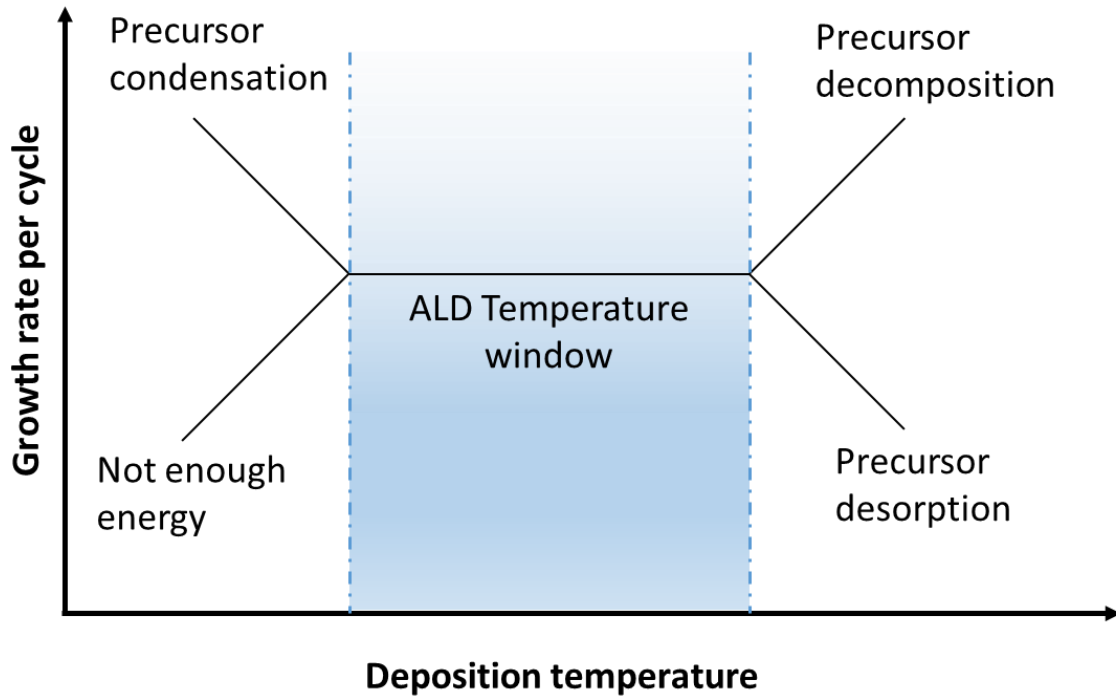 Precursor
condensation
Precursor
decomposition
Growth rate per cycle
ALD Temperature
window
Not enough
energy
Precursor
desorption
Deposition temperature